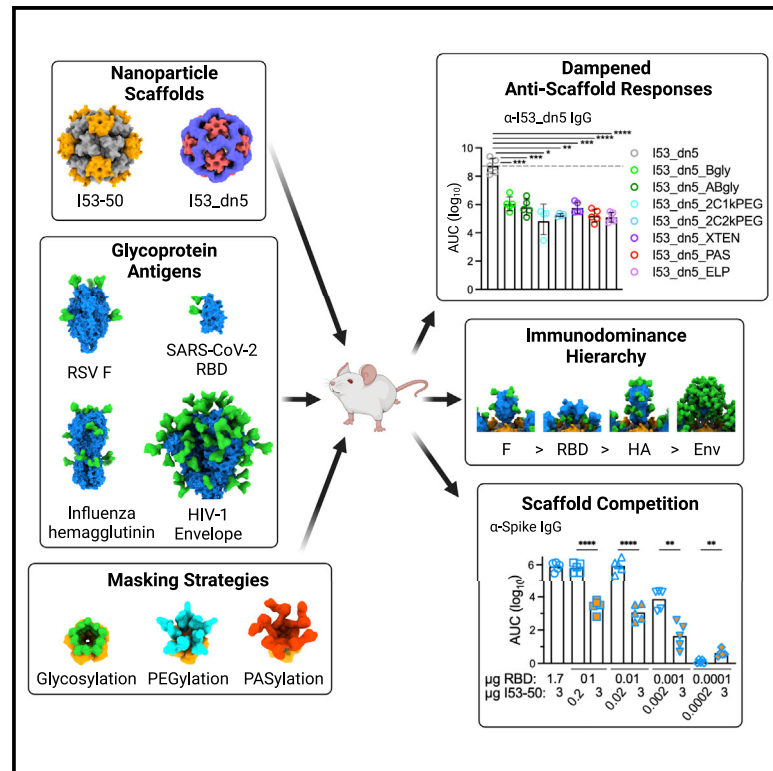 Nanoparticle
Scaffolds
I53-50
I53_dn5
Glycoprotein
Antigens
RSV F
SARS-CoV-2
RBD
Influenza
hemagglutinin
HIV-1
Envelope
Masking Strategies
Glycosylation
PEGylation
PASylation
Dampened
Anti-Scaffold Responses
α-I53_dn5 IgG
****
****
***
**
*
***
***
AUC (log10)
10
8
6
4
2
0
I53_dn5
I53_dn5_Bgly
I53_dn5_ABgly
I53_dn5_2C1kPEG
I53_dn5_2C2kPEG
I53_dn5_XTEN
I53_dn5_PAS
I53_dn5_ELP
Immunodominance
Hierarchy
F > RBD > HA > Env
Scaffold Competition
α-Spike IgG
**** **** ** **
AUC (log10)
6
4
2
0
µg RBD: 1.7 01 0.01 0.001 0.0001
µg I53-50: 3 0.2 3 0.02 3 0.002 3 0.0002 3